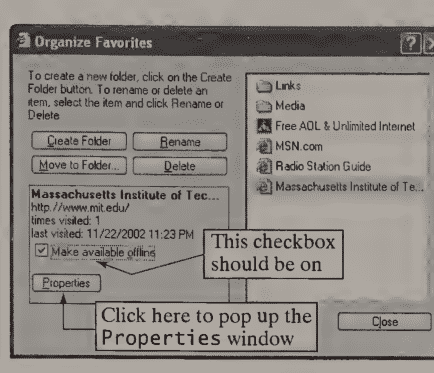 Organize Favorites
To create a new folder, click on the Create
Folder button. To rename or delete an
item, select the item and click Rename or
Delete
Create Folder
Rename
Move to Folder...
Delete
Massachusetts Institute of Tec...
http://www.mit.edu/
times visited: 1
last visited: 11/22/2002 11:23 PM
Make available offline
Properties
Links
Media
Free AOL & Unlimited Internet
MSN.com
Radio Station Guide
Massachusetts Institute of Te...
This checkbox
should be on
Click here to pop up the
Properties window
Close